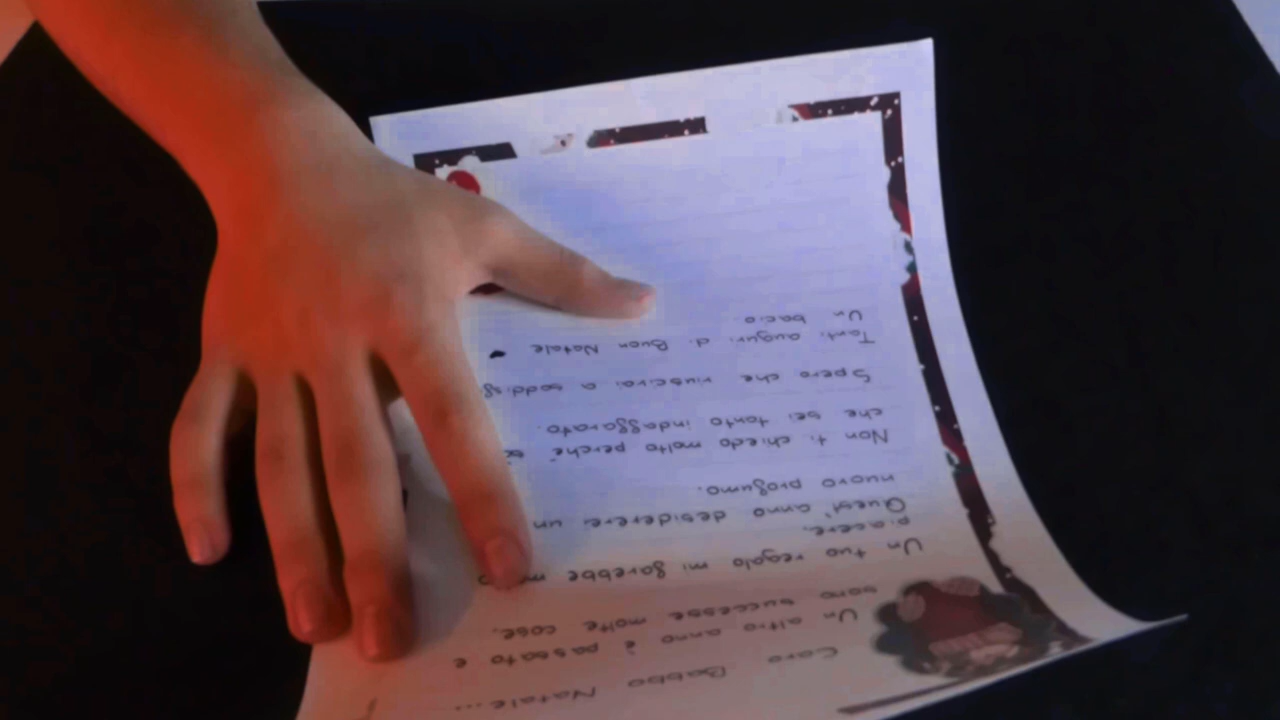 Caro Babbo Natale...
Un altro anno è passato e
sono successe molte cose.
Un tuo regalo mi farebbe
piacere.
Quest'anno desidererei un
nuovo profumo.
Non ti chiedo molto perché
che sei tanto indaffarato.
Spero che riuscirai a
Tanti auguri di Buon Natale
Un bacio.